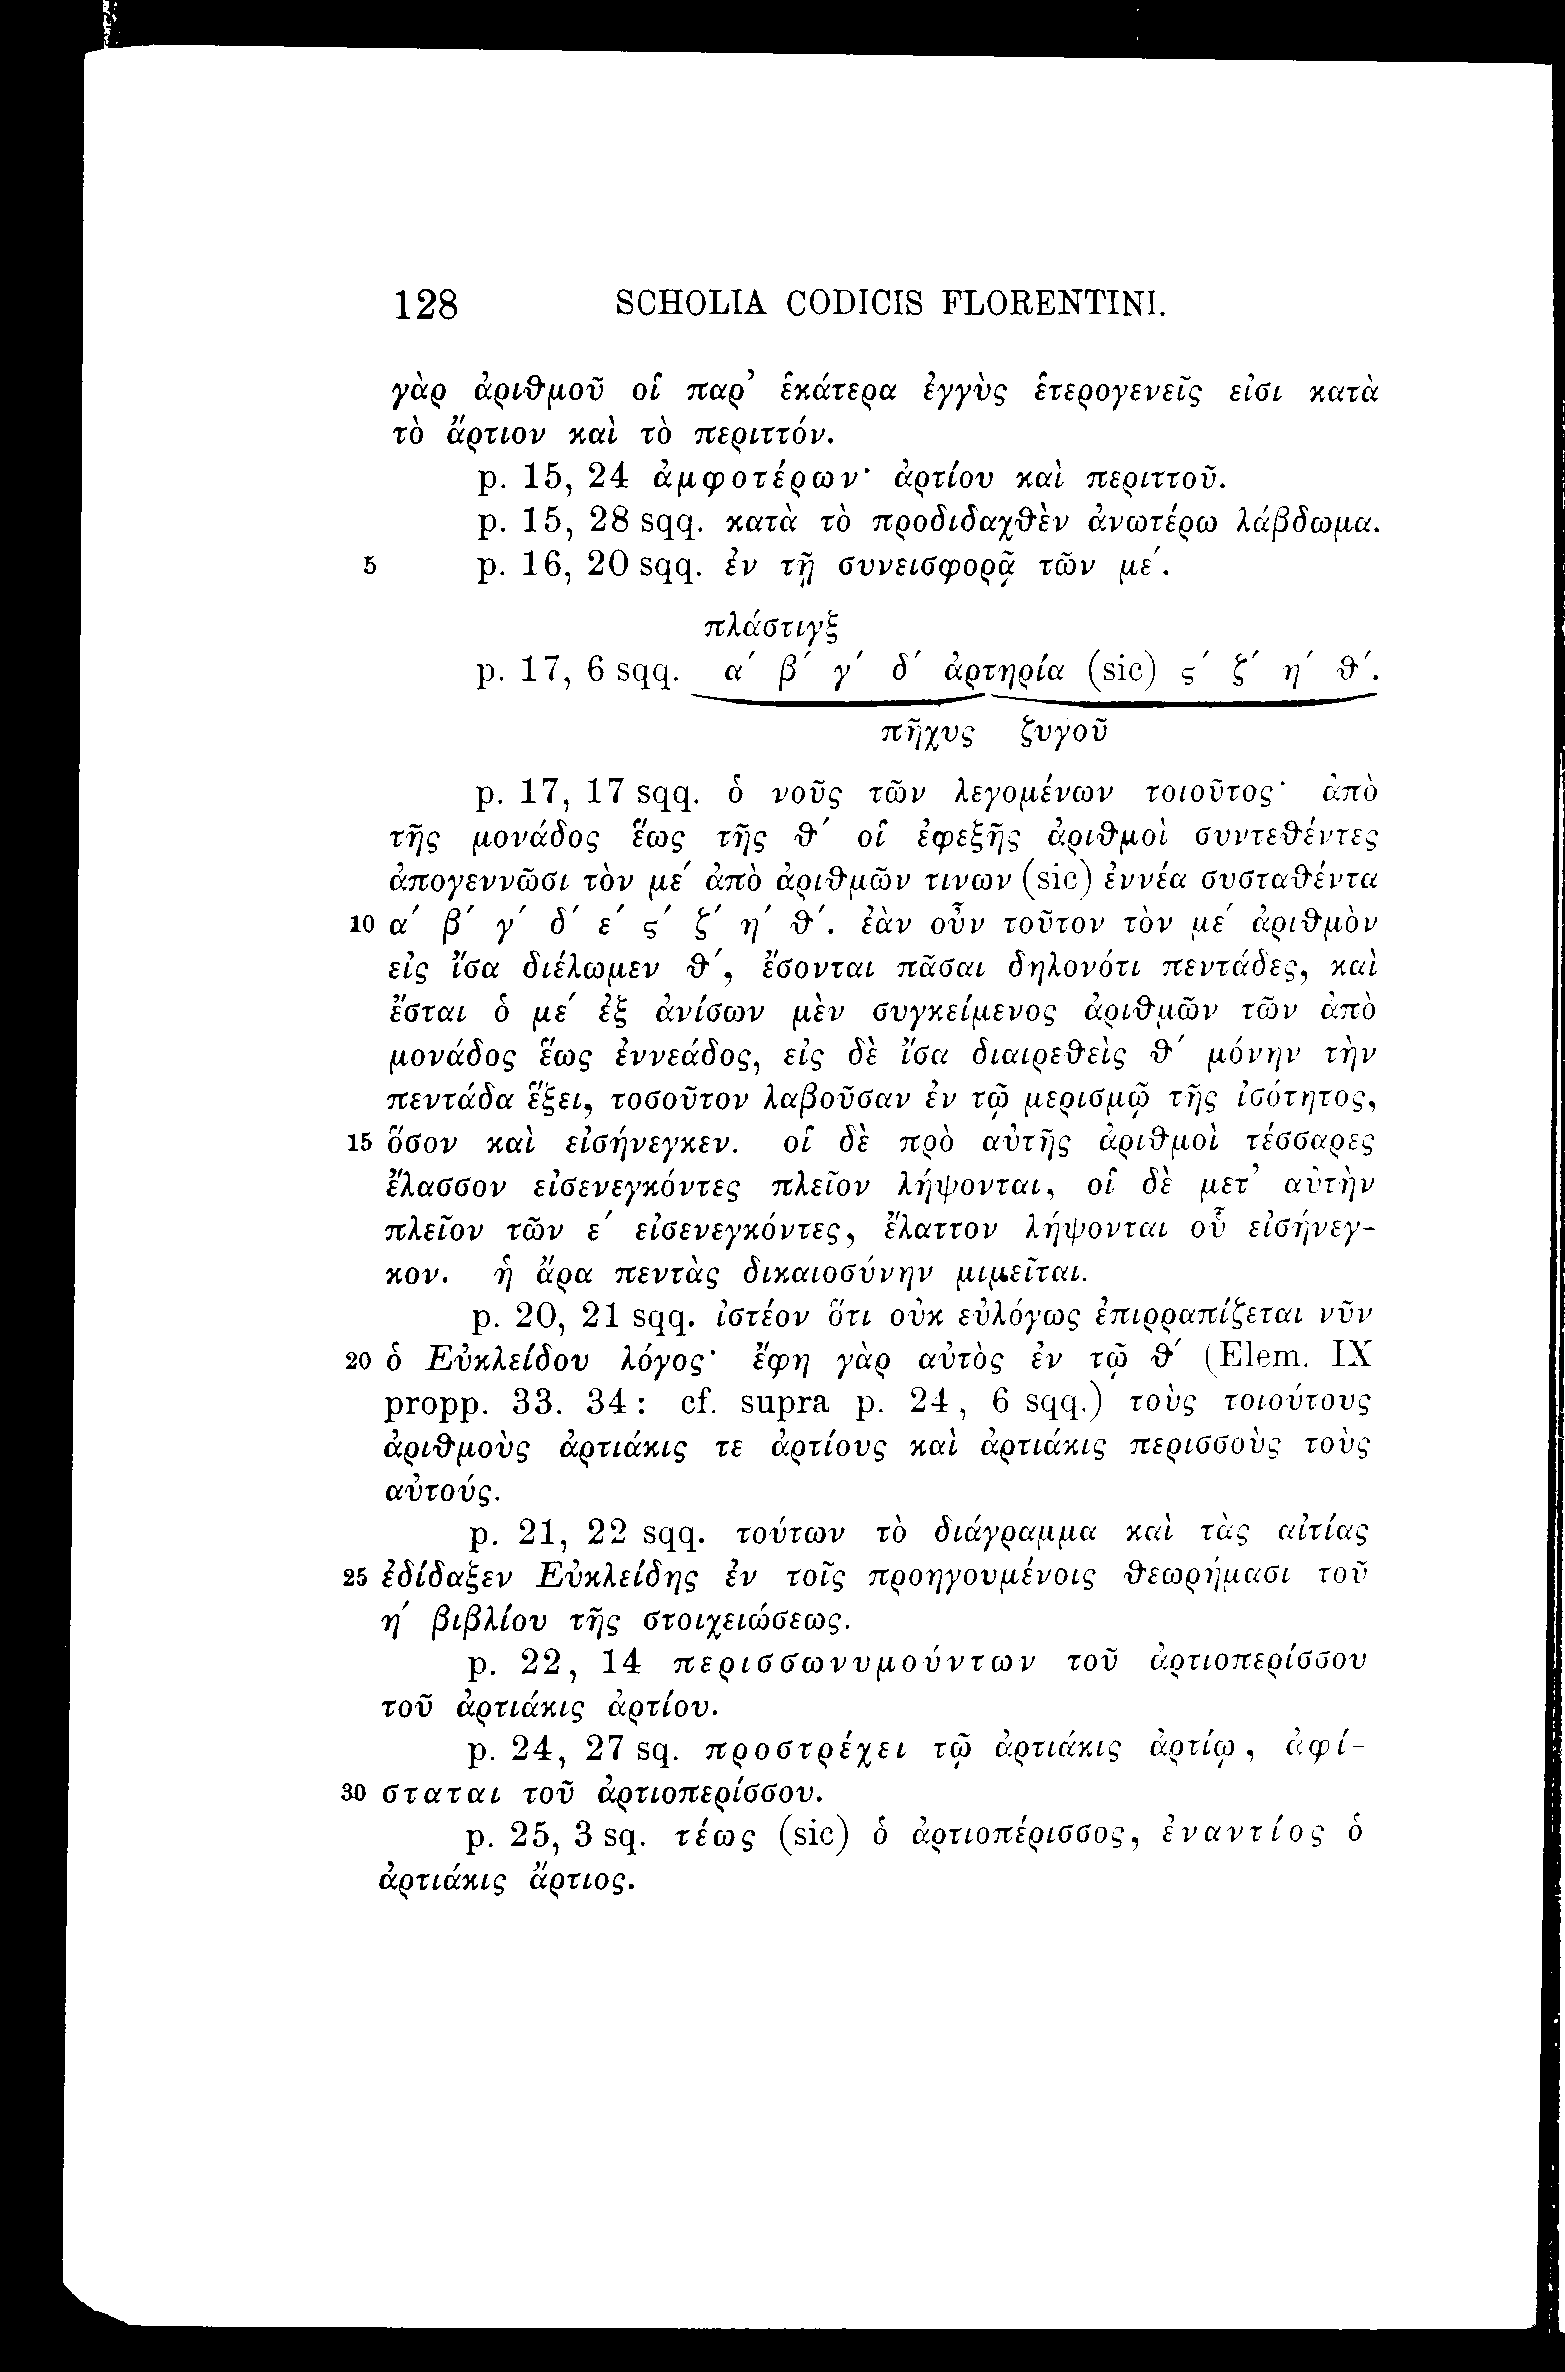 128 SCHOLIA CODICIS FLORENTINI.
γὰρ ἀριθμοῦ οἱ παρ’ ἑκάτερα ἐγγὺς ἑτερογενεῖς εἰσι κατὰ
τὸ ἄρτιον καὶ τὸ περιττόν.
p. 15, 24 ἀμφοτέρων· ἀρτίου καὶ περιττοῦ.
p. 15, 28 sqq. κατὰ τὸ προδιδαχθὲν ἀνωτέρω λάβδωμα.
5 p. 16, 20 sqq. ἐν τῇ συνεισφορᾷ τῶν με´.
πλάστιγξ
p. 17, 6 sqq. α´ β´ γ´ δ´ ἀρτηρία (sic) ς´ ζ´ η´ θ´.
πῆχυς ζυγοῦ
p. 17, 17 sqq. ὁ νοῦς τῶν λεγομένων τοιοῦτος· ἀπὸ
τῆς μονάδος ἕως τῆς θ´ οἱ ἐφεξῆς ἀριθμοὶ συντεθέντες
ἀπογεννῶσι τὸν με´ ἀπὸ ἀριθμῶν τινων (sic) ἐννέα συσταθέντα
10 α´ β´ γ´ δ´ ε´ ς´ ζ´ η´ θ´. ἐὰν οὖν τοῦτον τὸν με´ ἀριθμὸν
εἰς ἴσα διέλωμεν θ´, ἔσονται πᾶσαι δηλονότι πεντάδες, καὶ
ἔσται ὁ με´ ἐξ ἀνίσων μὲν συγκείμενος ἀριθμῶν τῶν ἀπὸ
μονάδος ἕως ἐννεάδος, εἰς δὲ ἴσα διαιρεθεὶς θ´ μόνην τὴν
πεντάδα ἕξει, τοσοῦτον λαβοῦσαν ἐν τῷ μερισμῷ τῆς ἰσότητος,
15 ὅσον καὶ εἰσήνεγκεν. οἱ δὲ πρὸ αὐτῆς ἀριθμοὶ τέσσαρες
ἔλασσον εἰσενεγκόντες πλεῖον λήψονται, οἱ δὲ μετ’ αὐτὴν
πλεῖον τῶν ε´ εἰσενεγκόντες, ἔλαττον λήψονται οὗ εἰσήνεγ-
κον. ἡ ἄρα πεντὰς δικαιοσύνην μιμεῖται.
p. 20, 21 sqq. ἰστέον ὅτι οὐκ εὐλόγως ἐπιρραπίζεται νῦν
20 ὁ Εὐκλείδου λόγος· ἔφη γὰρ αὐτὸς ἐν τῷ θ´ (Elem. IX
propp. 33. 34: cf. supra p. 24, 6 sqq.) τοὺς τοιούτους
ἀριθμοὺς ἀρτιάκις τε ἀρτίους καὶ ἀρτιάκις περισσοὺς τοὺς
αὐτούς.
p. 21, 22 sqq. τούτων τὸ διάγραμμα καὶ τὰς αἰτίας
25 ἐδίδαξεν Εὐκλείδης ἐν τοῖς προηγουμένοις θεωρήμασι τοῦ
η´ βιβλίου τῆς στοιχειώσεως.
p. 22, 14 περισσωνυμούντων τοῦ ἀρτιοπερίσσου
τοῦ ἀρτιάκις ἀρτίου.
p. 24, 27 sq. προστρέχει τῷ ἀρτιάκις ἀρτίῳ, ἀφί-
30 σταται τοῦ ἀρτιοπερίσσου.
p. 25, 3 sq. τέως (sic) ὁ ἀρτιοπέρισσος, ἐναντίος ὁ
ἀρτιάκις ἄρτιος.